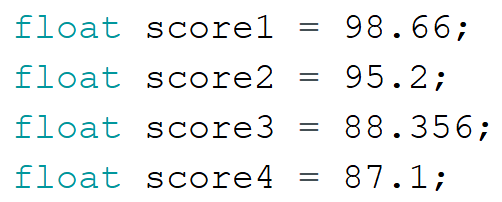 float score1 = 98.66;
float score2 = 95.2;
float score3 = 88.356;
float score4 = 87.1;